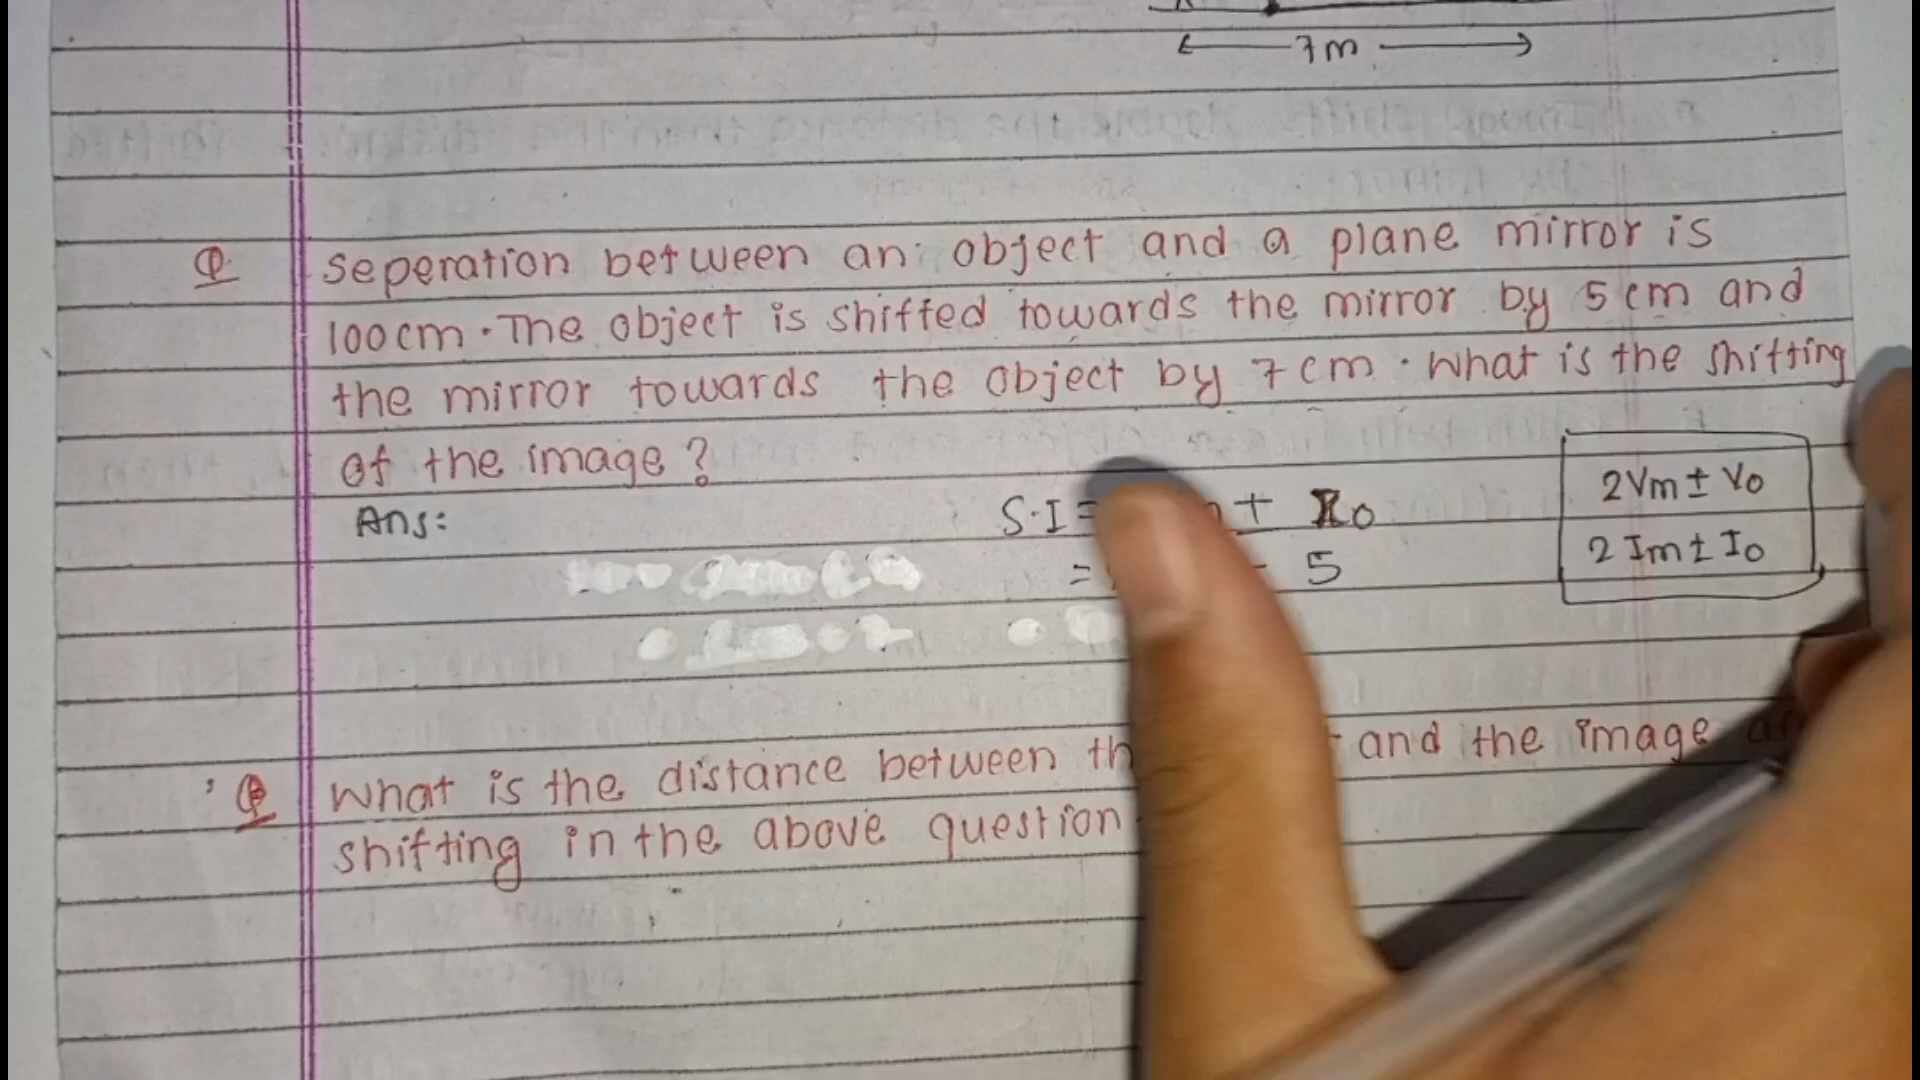 7m
Q seperation between an object and a plane mirror is
100cm. The object is shifted towards the mirror by 5cm and
the mirror towards the object by 7cm. What is the shifting
of the image?
Ans:
S.I = + Io
= 5
2Vm ± Vo
2Im ± Io
Q What is the distance between and the image
shifting in the above question